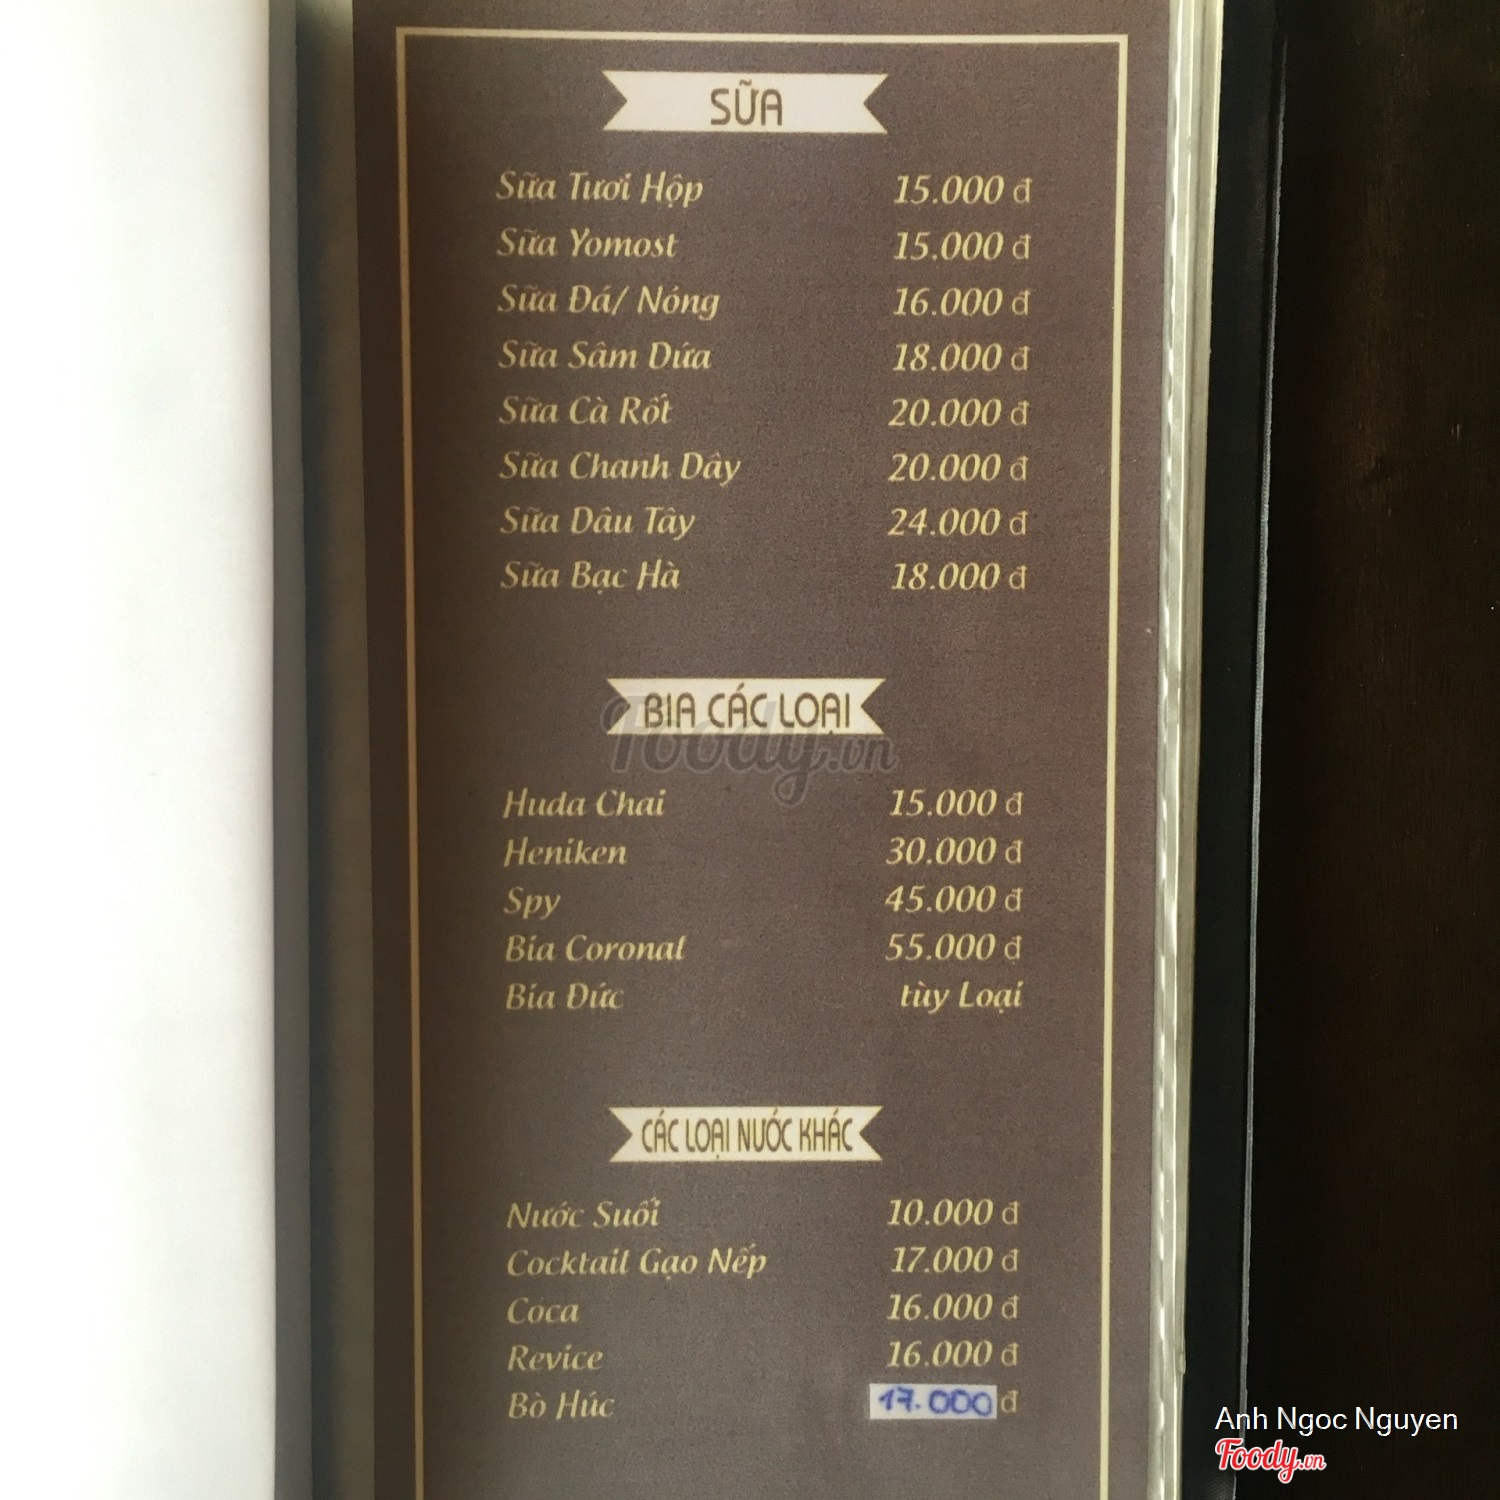 SỮA
Sữa Tươi Hộp 15.000 đ
Sữa Yomost 15.000 đ
Sữa Đá/ Nóng 16.000 đ
Sữa Sâm Dứa 18.000 đ
Sữa Cà Rốt 20.000 đ
Sữa Chanh Dây 20.000 đ
Sữa Dâu Tây 24.000 đ
Sữa Bạc Hà 18.000 đ
BIA CÁC LOẠI
Foody.vn
Huda Chai 15.000 đ
Heniken 30.000 đ
Spy 45.000 đ
Bia Coronal 55.000 đ
Bia Đức tùy Loại
CÁC LOẠI NƯỚC KHÁC
Nước Suối 10.000 đ
Cocktail Gạo Nếp 17.000 đ
Coca 16.000 đ
Revice 16.000 đ
Bò Húc 17.000 đ
Anh Ngoc Nguyen
Foody.vn